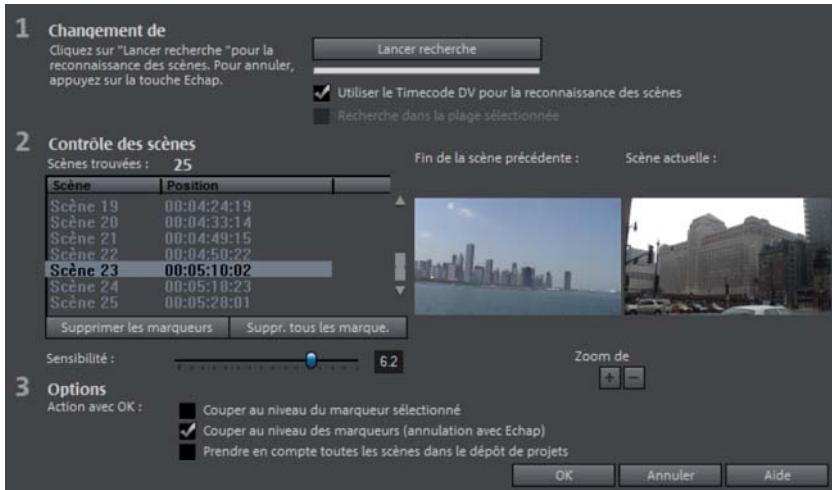 1 Changement de
Cliquez sur "Lancer recherche "pour la
reconnaissance des scènes. Pour annuler,
appuyez sur la touche Echap.
Lancer recherche
Utiliser le Timecode DV pour la reconnaissance des scènes
Recherche dans la plage sélectionnée
2 Contrôle des scènes
Scènes trouvées : 25
Fin de la scène précédente :
Scène actuelle :
Scène Position
Scène 19 00:04:24:19
Scène 20 00:04:33:14
Scène 21 00:04:49:15
Scène 22 00:04:50:22
Scène 23 00:05:10:02
Scène 24 00:05:18:23
Scène 25 00:05:28:01
Supprimer les marqueurs
Suppr. tous les marque.
Sensibilité : 6.2
Zoom de
+ −
3 Options
Action avec OK :
Couper au niveau du marqueur sélectionné
Couper au niveau des marqueurs (annulation avec Echap)
Prendre en compte toutes les scènes dans le dépôt de projets
OK
Annuler
Aide